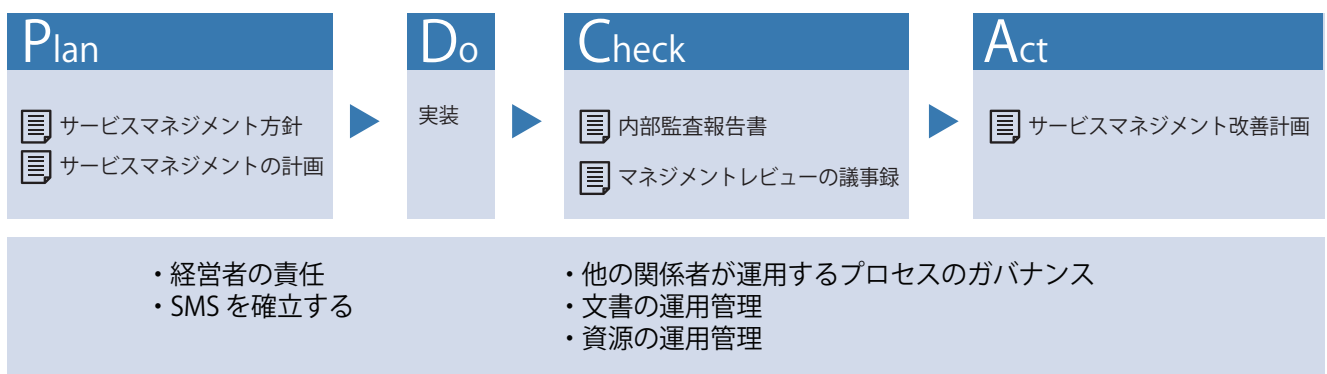 Plan
サービスマネジメント方針
サービスマネジメントの計画
Do
実装
Check
内部監査報告書
マネジメントレビューの議事録
Act
サービスマネジメント改善計画
・経営者の責任
・SMSを確立する
・他の関係者が運用するプロセスのガバナンス
・文書の運用管理
・資源の運用管理